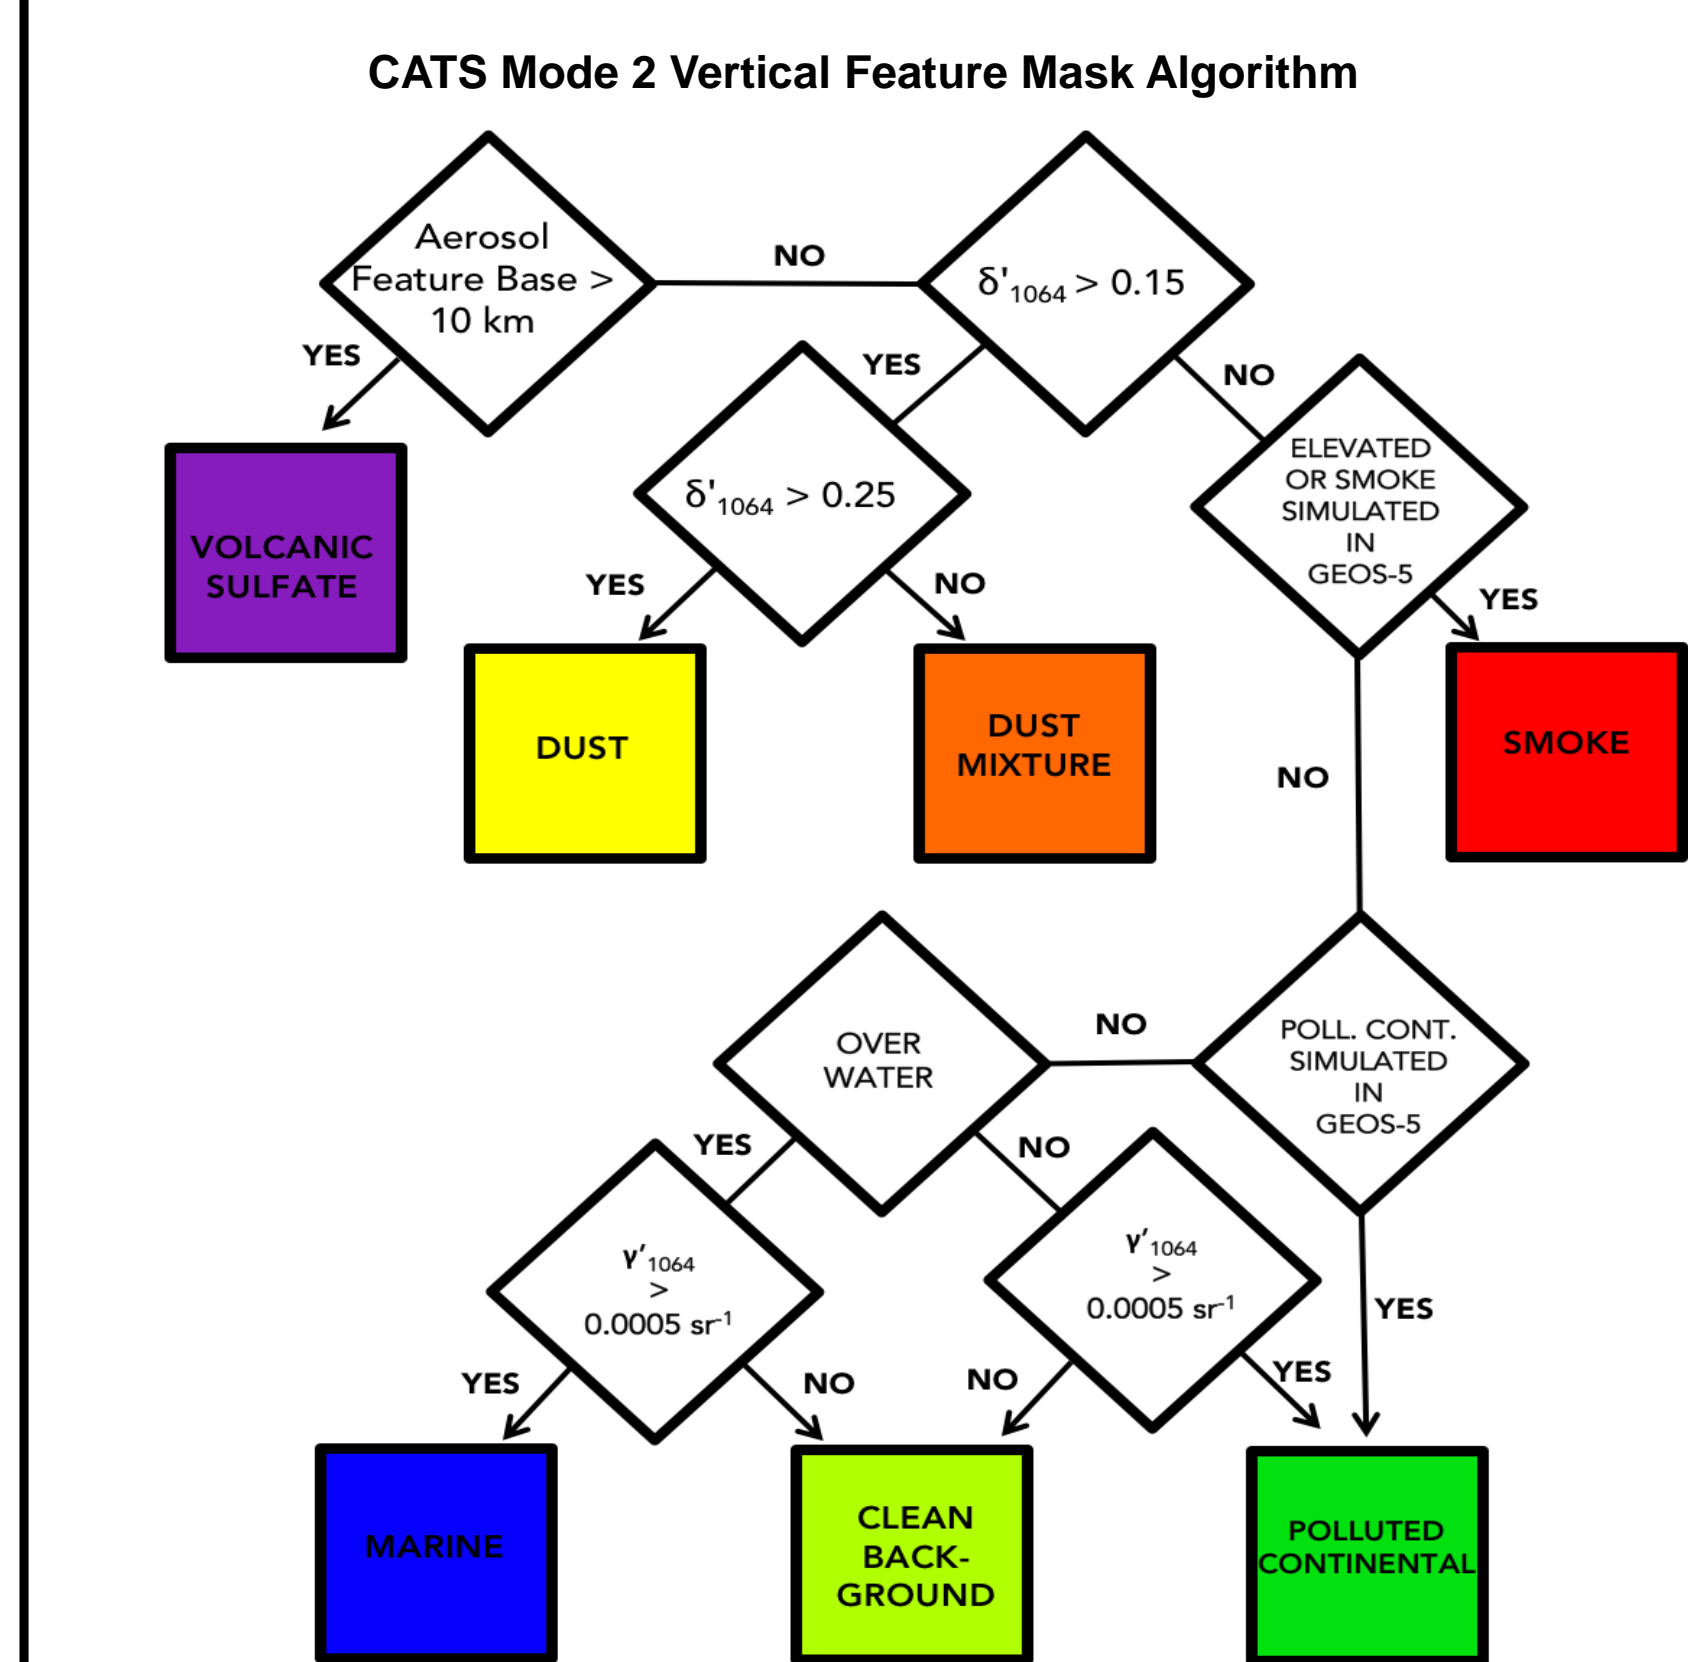 CATS Mode 2 Vertical Feature Mask Algorithm
Aerosol
Feature Base >
10 km
NO
δ'1064 > 0.15
YES
YES
NO
VOLCANIC
SULFATE
δ'1064 > 0.25
ELEVATED
OR SMOKE
SIMULATED
IN
GEOS-5
YES
NO
YES
DUST
DUST
MIXTURE
SMOKE
NO
OVER
WATER
NO
POLL. CONT.
SIMULATED
IN
GEOS-5
YES
NO
γ'1064
>
0.0005 sr-1
γ'1064
>
0.0005 sr-1
YES
YES
NO
NO
YES
MARINE
CLEAN
BACK-
GROUND
POLLUTED
CONTINENTAL